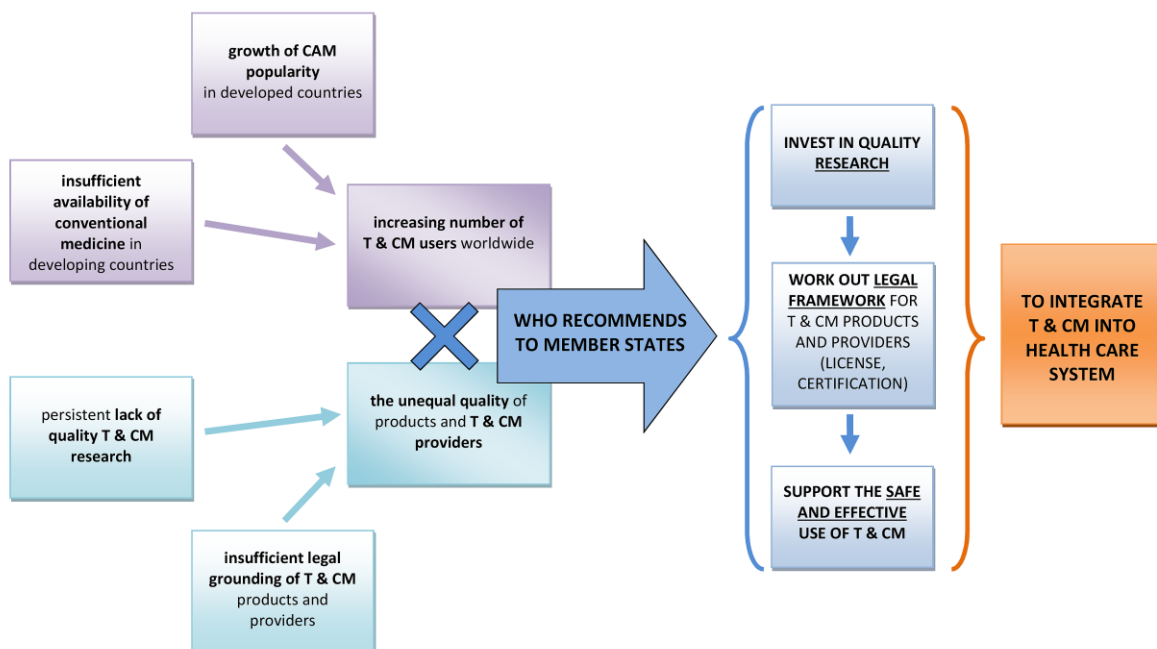 growth of CAM
popularity
in developed countries
insufficient
availability of
conventional
medicine in
developing countries
increasing number of
T & CM users worldwide
persistent lack of
quality T & CM
research
the unequal quality of
products and T & CM
providers
insufficient legal
grounding of T & CM
products and
providers
WHO RECOMMENDS
TO MEMBER STATES
INVEST IN QUALITY
RESEARCH
WORK OUT LEGAL
FRAMEWORK FOR
T & CM PRODUCTS
AND PROVIDERS
(LICENSE,
CERTIFICATION)
SUPPORT THE SAFE
AND EFFECTIVE
USE OF T & CM
TO INTEGRATE
T & CM INTO
HEALTH CARE
SYSTEM